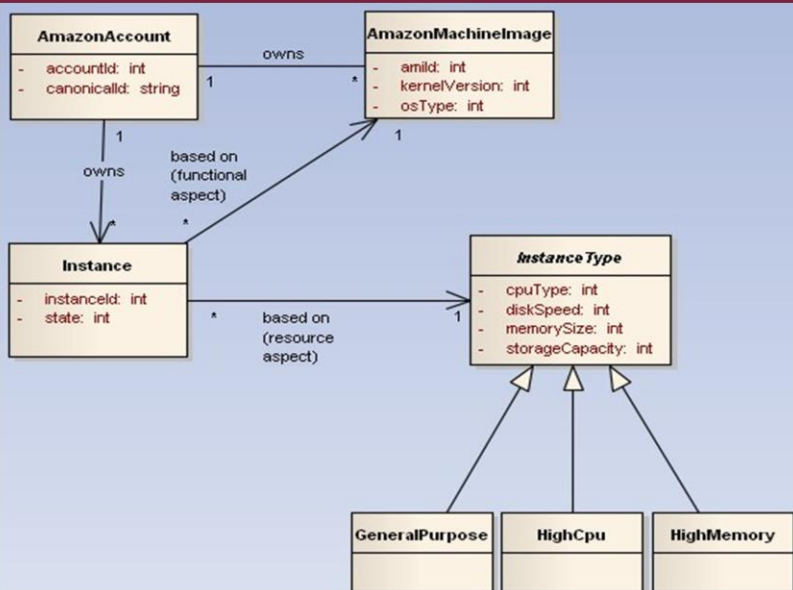 AmazonAccount
- accountId: int
- canonicalId: string
owns
1
*
AmazonMachineImage
- amiId: int
- kernelVersion: int
- osType: int
1
owns
*
based on
(functional
aspect)
*
1
Instance
- instanceId: int
- state: int
*
based on
(resource
aspect)
1
InstanceType
- cpuType: int
- diskSpeed: int
- memorySize: int
- storageCapacity: int
GeneralPurpose
HighCpu
HighMemory